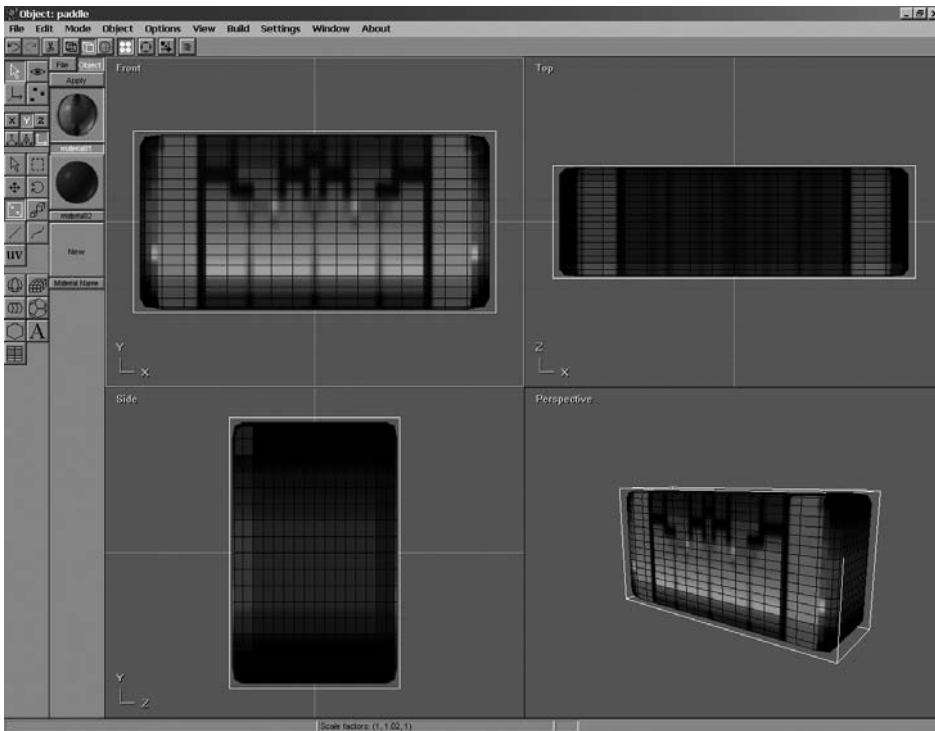 Object: paddle
File Edit Mode Object Options View Build Settings Window About
File Object
Apply
material01
material02
New
Material Name
X Y Z
uv
A
Front
Y
X
Top
Z
X
Side
Y
Z
Perspective
Scale factors: (1, 1.02, 1)